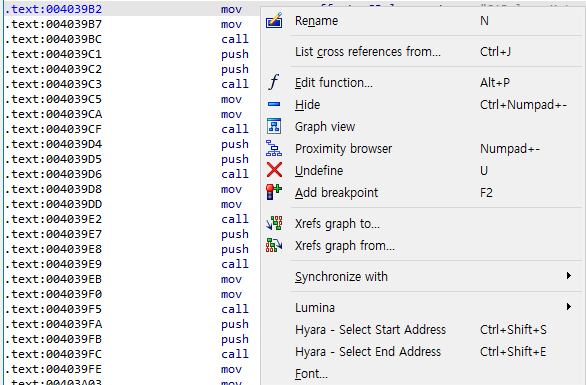 .text:004039B2 mov
.text:004039B7 mov
.text:004039BC call
.text:004039C1 push
.text:004039C2 push
.text:004039C3 call
.text:004039C5 mov
.text:004039CA mov
.text:004039CF call
.text:004039D4 push
.text:004039D5 push
.text:004039D6 call
.text:004039D8 mov
.text:004039DD mov
.text:004039E2 call
.text:004039E7 push
.text:004039E8 push
.text:004039E9 call
.text:004039EB mov
.text:004039F0 mov
.text:004039F5 call
.text:004039FA push
.text:004039FB push
.text:004039FC call
.text:004039FE mov
.text:00403A03 mov
Rename N
List cross references from... Ctrl+J
Edit function... Alt+P
Hide Ctrl+Numpad+-
Graph view
Proximity browser Numpad+-
Undefine U
Add breakpoint F2
Xrefs graph to...
Xrefs graph from...
Synchronize with
Lumina
Hyara - Select Start Address Ctrl+Shift+S
Hyara - Select End Address Ctrl+Shift+E
Font...